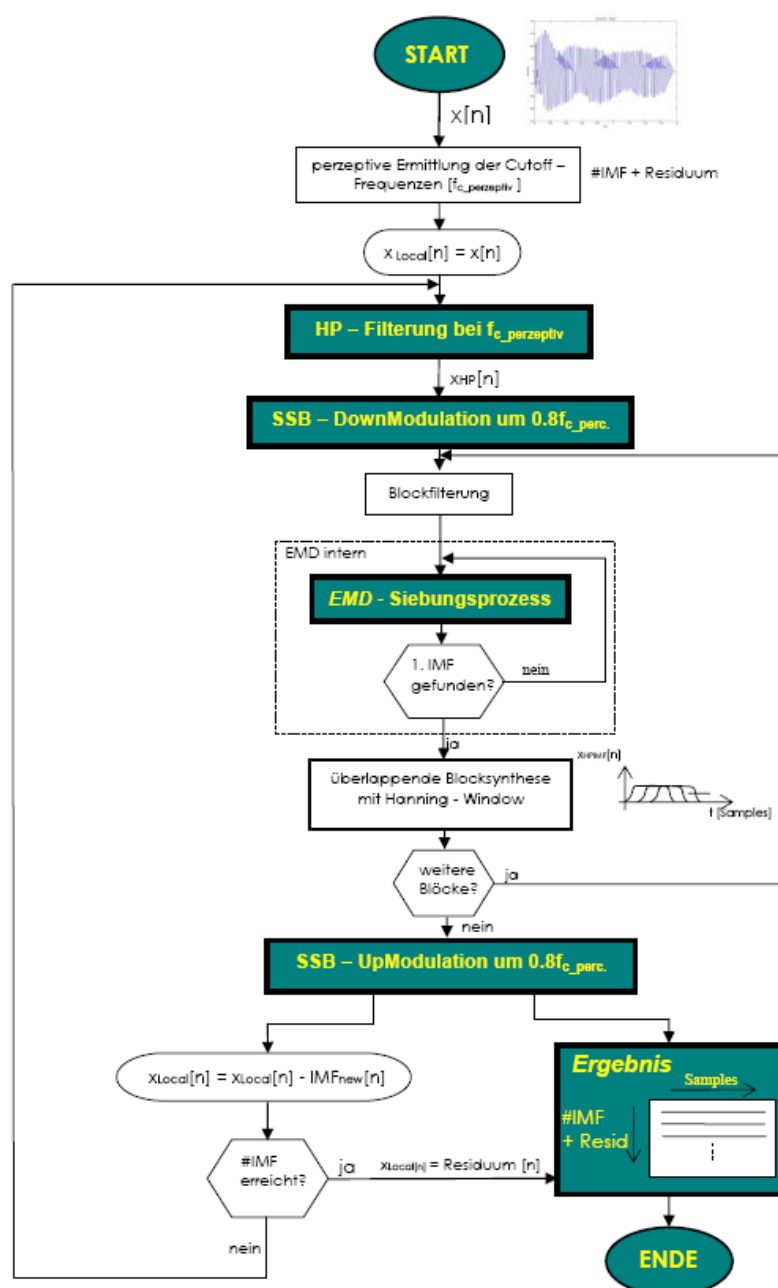 START
x[n]
perzeptive Ermittlung der Cutoff –
Frequenzen [fc_perzeptiv ]
#IMF + Residuum
x Local[n] = x[n]
HP – Filterung bei fc_perzeptiv
xHP[n]
SSB – DownModulation um 0.8fc_perc.
Blockfilterung
EMD intern
EMD - Siebungsprozess
1. IMF
gefunden?
nein
ja
überlappende Blocksynthese
mit Hanning - Window
xHPIMF[n]
t [Samples]
weitere
Blöcke?
ja
nein
SSB – UpModulation um 0.8fc_perc.
xLocal[n] = xLocal[n] - IMFnew[n]
Ergebnis
Samples
#IMF
+ Resid
#IMF
erreicht?
ja
xLocal[n] = Residuum [n]
nein
ENDE